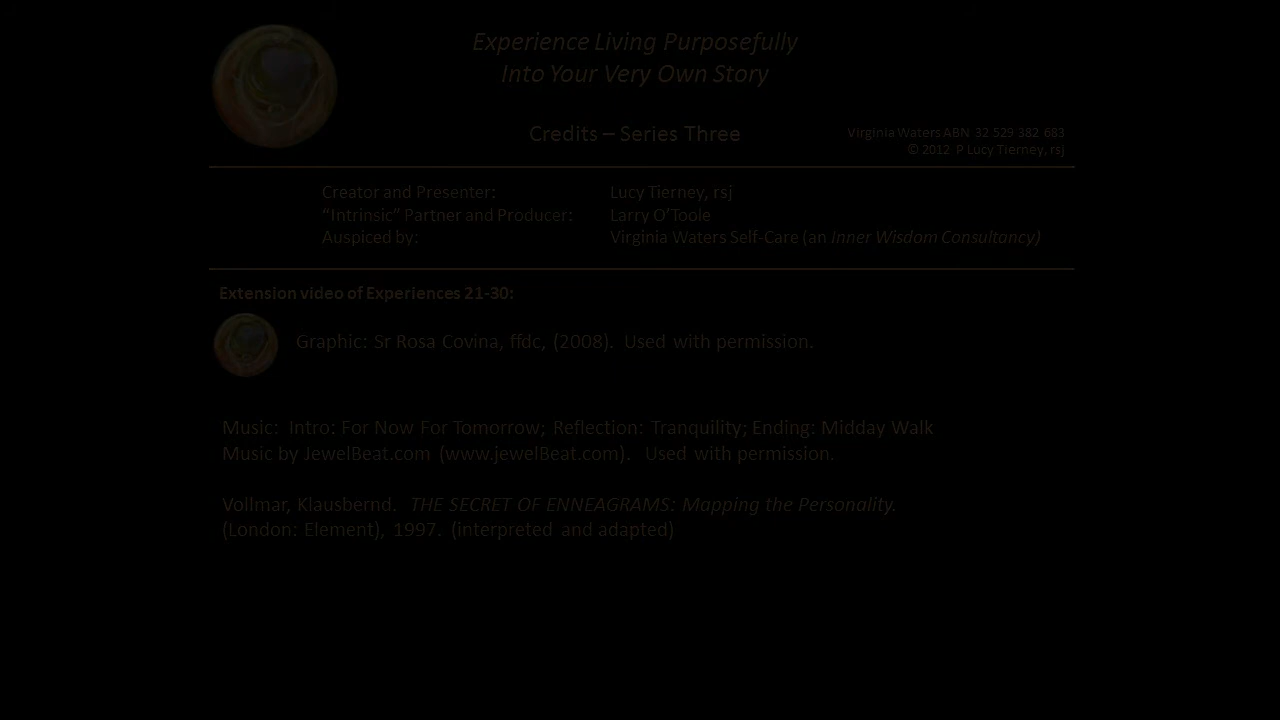 Experience Living Purposefully
Into Your Very Own Story
Credits – Series Three
Virginia Waters ABN 32 529 382 683
© 2012 P Lucy Tierney, rsj
Creator and Presenter: Lucy Tierney, rsj
“Intrinsic” Partner and Producer: Larry O’Toole
Auspiced by: Virginia Waters Self-Care (an Inner Wisdom Consultancy)
Extension video of Experiences 21-30:
Graphic: Sr Rosa Covina, ffdc, (2008). Used with permission.
Music: Intro: For Now For Tomorrow; Reflection: Tranquility; Ending: Midday Walk
Music by JewelBeat.com (www.jewelBeat.com). Used with permission.
Vollmar, Klausbernd. THE SECRET OF ENNEAGRAMS: Mapping the Personality.
(London: Element), 1997. (interpreted and adapted)